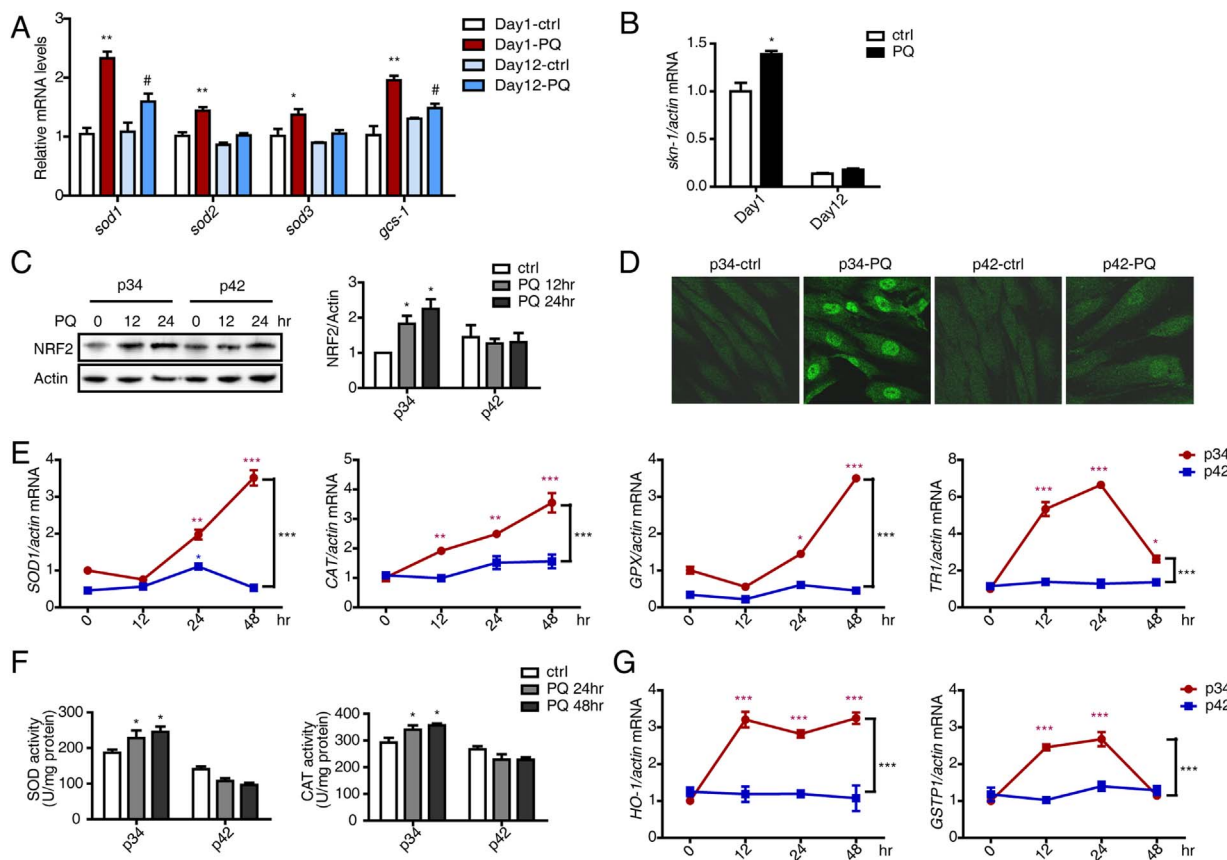 A
Relative mRNA levels
3
2
1
0
** ** * ** # #
sod1 sod2 sod3 gcs-1
Day1-ctrl
Day1-PQ
Day12-ctrl
Day12-PQ
B
skn-1/actin mRNA
1.5
1.0
0.5
0.0
*
Day1 Day12
ctrl
PQ
C
p34 p42
PQ 0 12 24 0 12 24 hr
NRF2
Actin
NRF2/Actin
3
2
1
0
* *
p34 p42
ctrl
PQ 12hr
PQ 24hr
D
p34-ctrl p34-PQ p42-ctrl p42-PQ
E
SOD1/actin mRNA
4
3
2
1
0
** *** * ***
0 12 24 48 hr
CAT/actin mRNA
5
4
3
2
1
0
** ** *** ***
0 12 24 48 hr
GPX/actin mRNA
4
3
2
1
0
* *** ***
0 12 24 48 hr
TR1/actin mRNA
8
6
4
2
0
*** *** * ***
0 12 24 48 hr
p34
p42
F
SOD activity
(U/mg protein)
300
200
100
0
* *
p34 p42
ctrl
PQ 24hr
PQ 48hr
CAT activity
(U/mg protein)
400
300
200
100
0
* *
p34 p42
G
HO-1/actin mRNA
4
3
2
1
0
*** *** *** ***
0 12 24 48 hr
GSTP1/actin mRNA
4
3
2
1
0
*** *** ***
0 12 24 48 hr
p34
p42